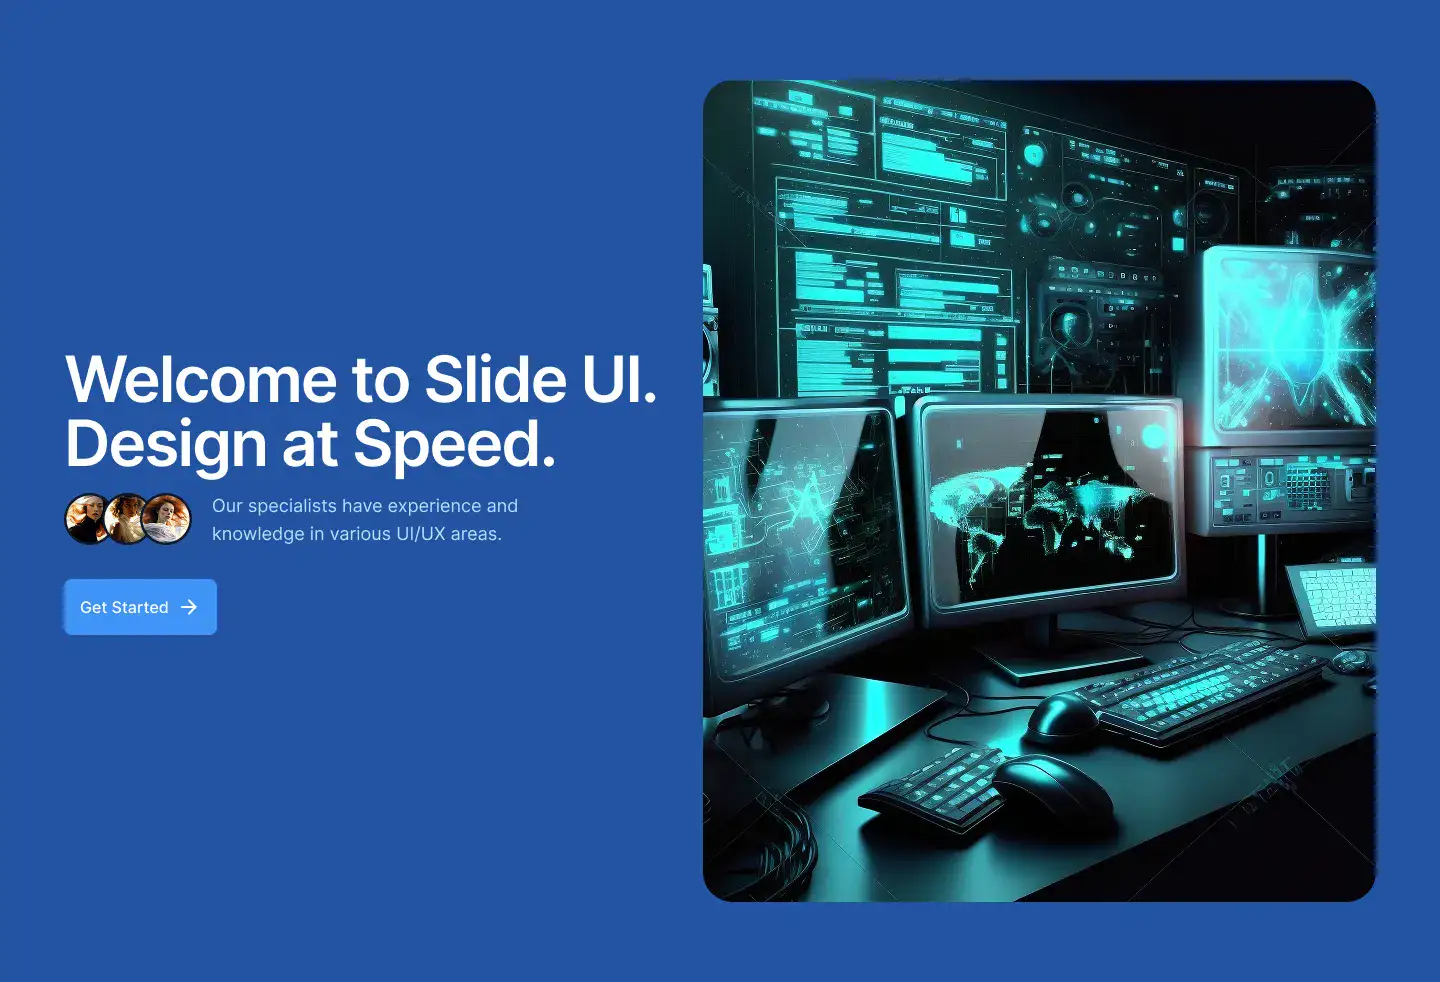 Welcome to Slide UI.
Design at Speed.
Our specialists have experience and
knowledge in various UI/UX areas.
Get Started